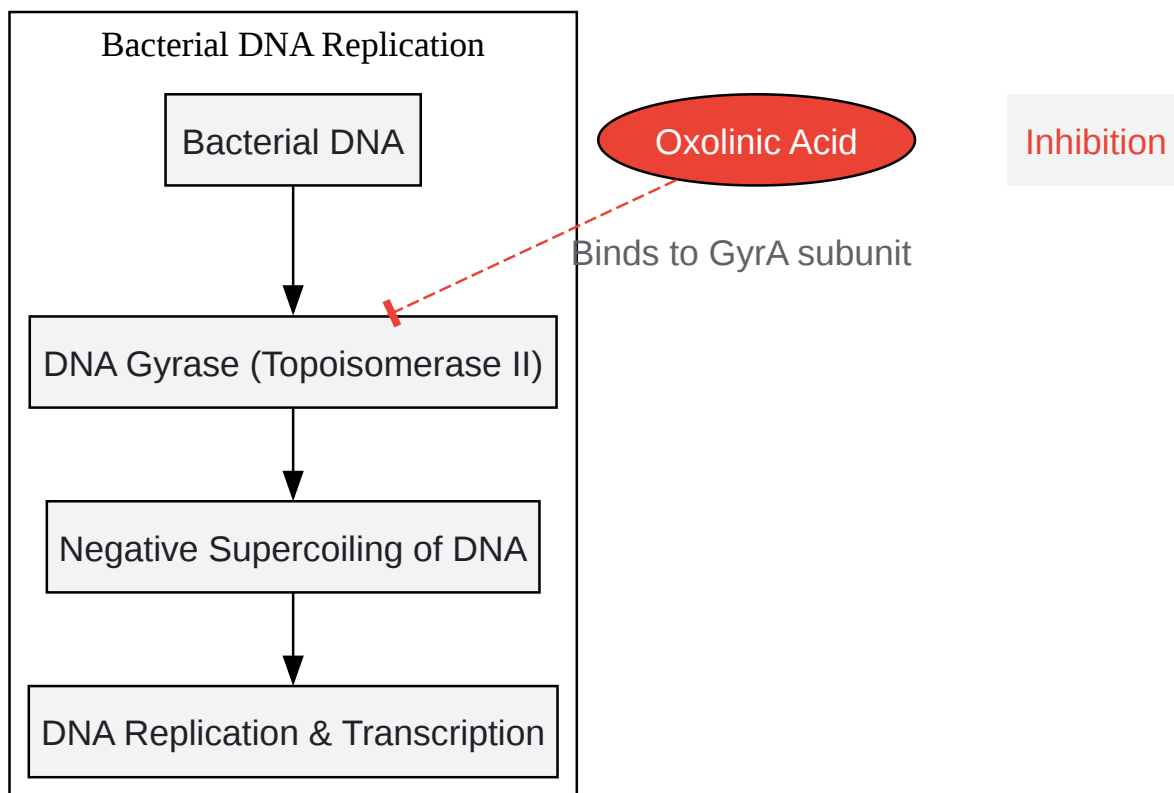 Bacterial DNA Replication
Bacterial DNA
Oxolinic Acid
Inhibition
Binds to GyrA subunit
DNA Gyrase (Topoisomerase II)
Negative Supercoiling of DNA
DNA Replication & Transcription